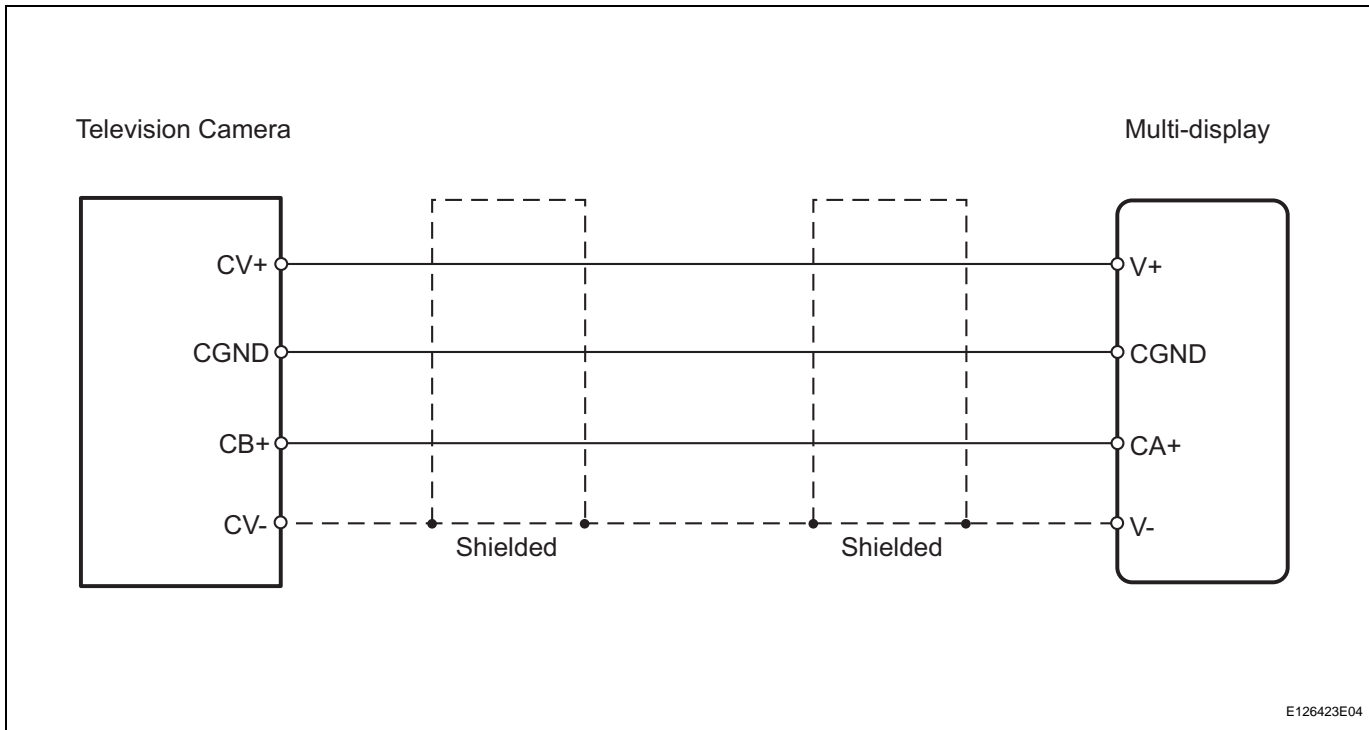 Television Camera
Multi-display
CV+
V+
CGND
CGND
CB+
CA+
CV-
V-
Shielded
Shielded
E126423E04